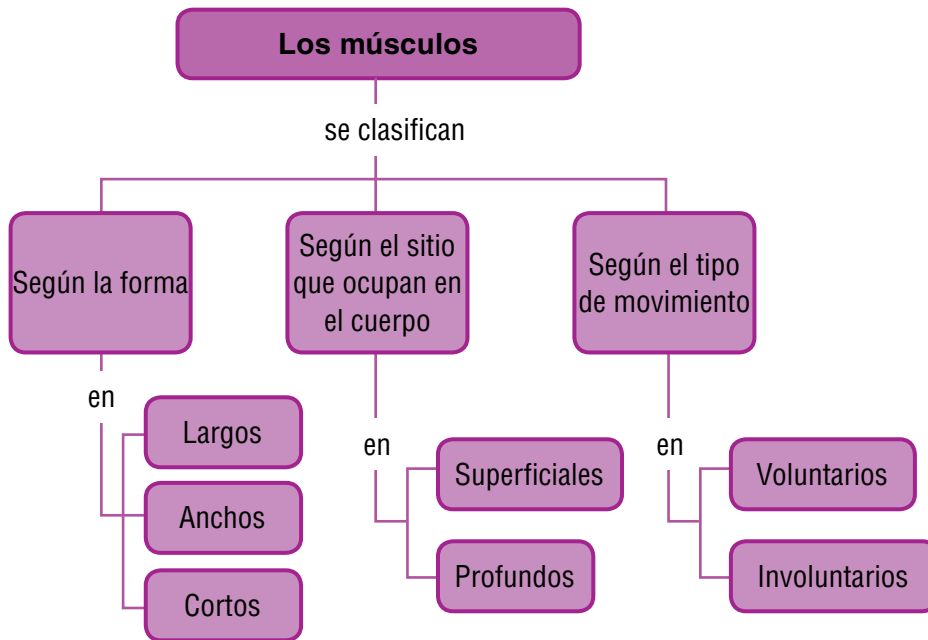 Los músculos
se clasifican
Según la forma
en
Largos
Anchos
Cortos
Según el sitio
que ocupan en
el cuerpo
en
Superficiales
Profundos
Según el tipo
de movimiento
en
Voluntarios
Involuntarios